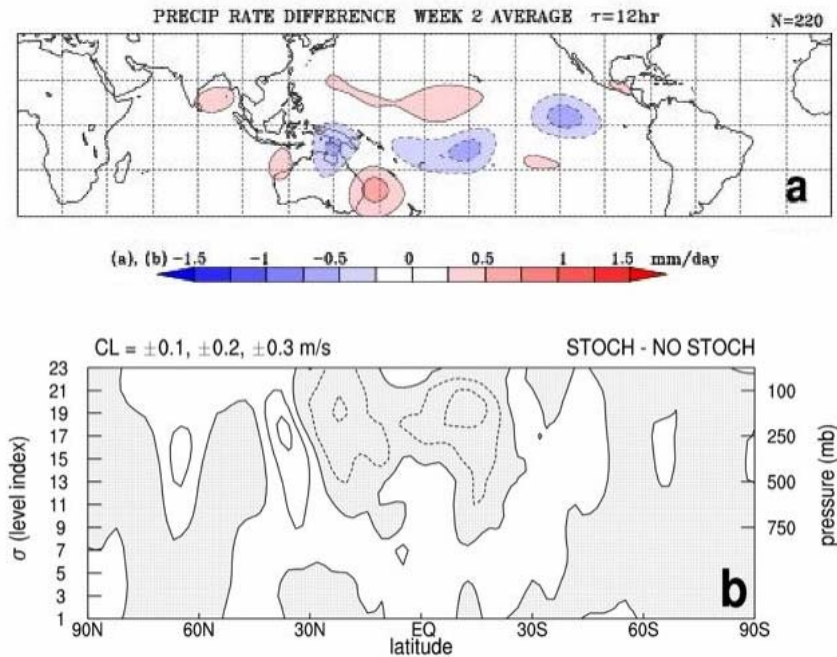 PRECIP RATE DIFFERENCE WEEK 2 AVERAGE τ=12hr N=220
a
(a), (b) −1.5 −1 −0.5 0 0.5 1 1.5 mm/day
CL = ±0.1, ±0.2, ±0.3 m/s STOCH - NO STOCH
23
21 100
19
17 250
15
13 500
11
9 750
7
5
3
1
σ (level index)
pressure (mb)
b
90N 60N 30N EQ 30S 60S 90S
latitude